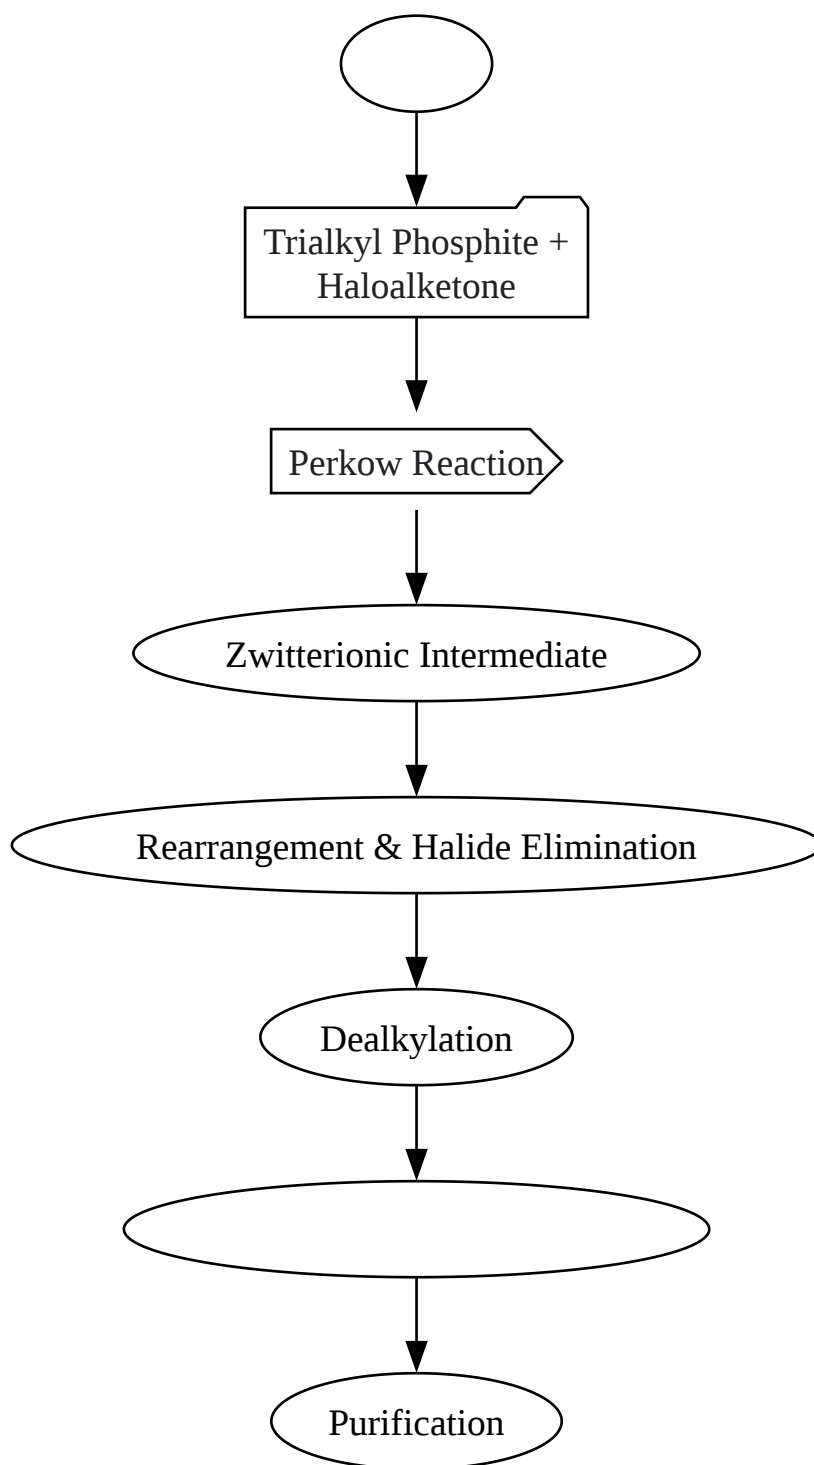 Trialkyl Phosphite +
Haloalketone
Perkow Reaction
Zwitterionic Intermediate
Rearrangement & Halide Elimination
Dealkylation
Purification